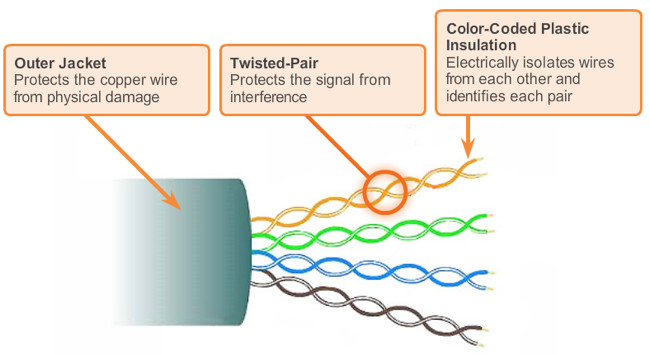 Outer Jacket
Protects the copper wire
from physical damage
Twisted-Pair
Protects the signal from
interference
Color-Coded Plastic
Insulation
Electrically isolates wires
from each other and
identifies each pair